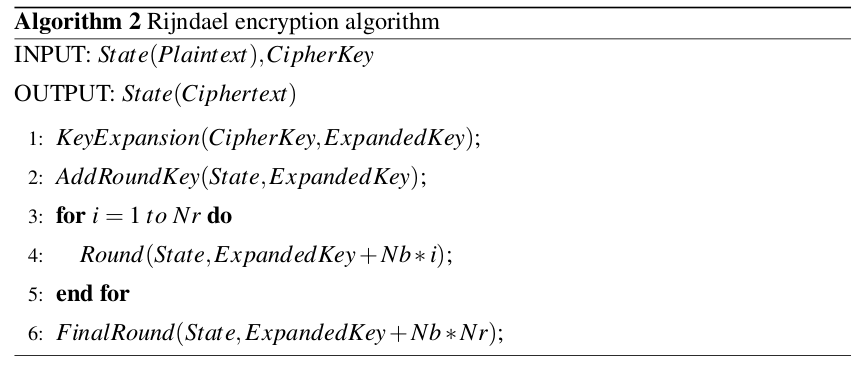 Algorithm 2 Rijndael encryption algorithm
INPUT: State(Plaintext),CipherKey
OUTPUT: State(Ciphertext)
1: KeyExpansion(CipherKey,ExpandedKey);
2: AddRoundKey(State,ExpandedKey);
3: for i = 1 to Nr do
4: Round(State,ExpandedKey+Nb∗i);
5: end for
6: FinalRound(State,ExpandedKey+Nb∗Nr);